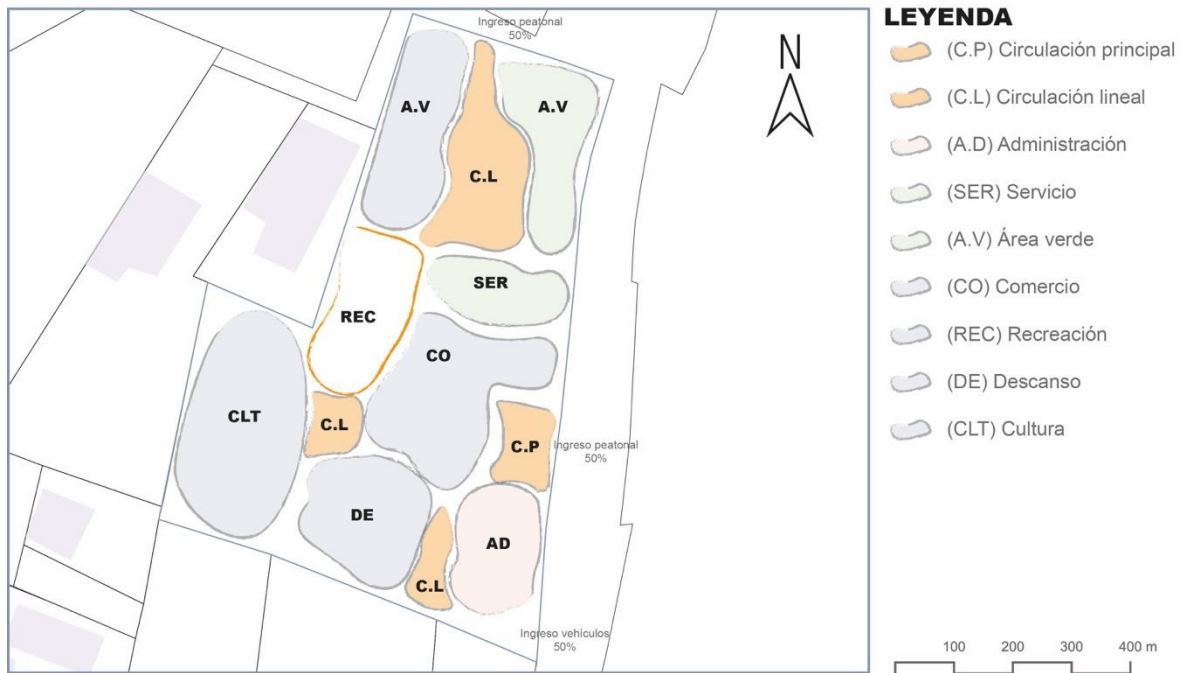 Ingreso peatonal
50%
A.V
A.V
C.L
N
SER
REC
CO
CLT
C.L
C.P
Ingreso peatonal
50%
DE
AD
C.L
Ingreso vehículos
50%
LEYENDA
(C.P) Circulación principal
(C.L) Circulación lineal
(A.D) Administración
(SER) Servicio
(A.V) Área verde
(CO) Comercio
(REC) Recreación
(DE) Descanso
(CLT) Cultura
100 200 300 400 m